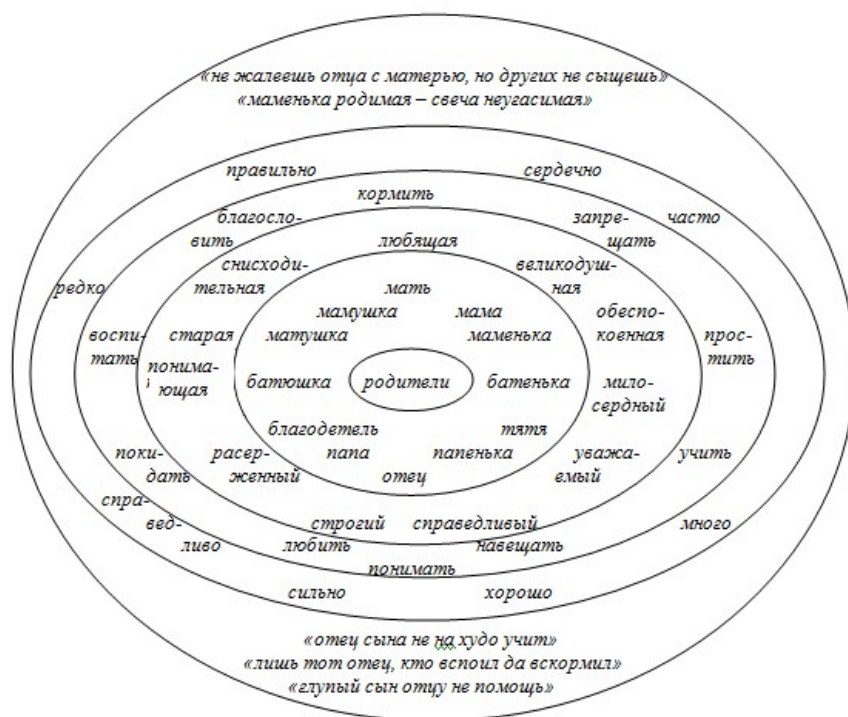 «не жалеешь отца с матерью, но других не сыщешь»
«маменька родимая – свеча неугасимая»
правильно сердечно
кормить
благосло-
вить
запре-
щать
часто
любящая
снисходи-
тельная
великодуш-
ная
редко
мать
мамушка мама
обеспо-
коенная
воспи-
тать
старая
матушка маменька
прос-
тить
понима-
ющая
батюшка родители батенька
мило-
сердный
благодетель тятя
поки-
дать
расер-
женный
папа папенька
уважа-
емый
учить
отец
спра-
вед-
ливо
строгий справедливый
много
любить навещать
понимать
сильно хорошо
«отец сына не на худо учит»
«лишь тот отец, кто вспоил да вскормил»
«глупый сын отцу не помощь»